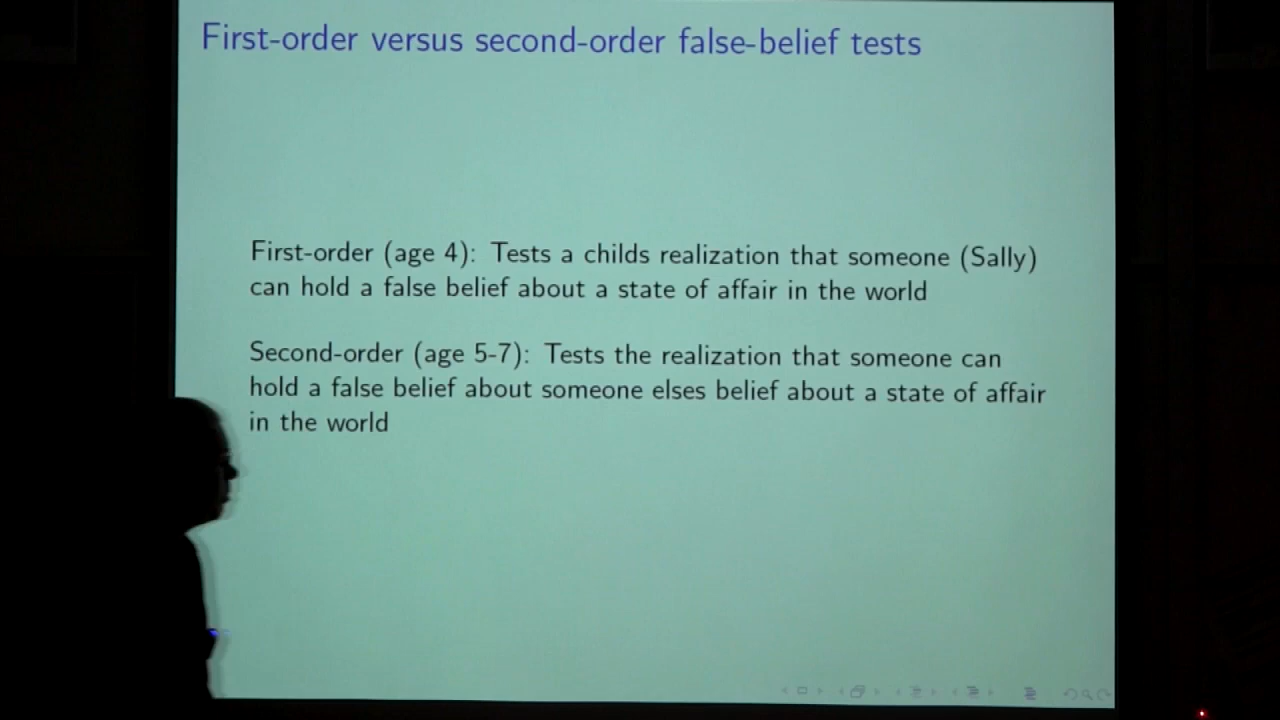 First-order versus second-order false-belief tests
First-order (age 4): Tests a childs realization that someone (Sally)
can hold a false belief about a state of affair in the world
Second-order (age 5-7): Tests the realization that someone can
hold a false belief about someone elses belief about a state of affair
in the world